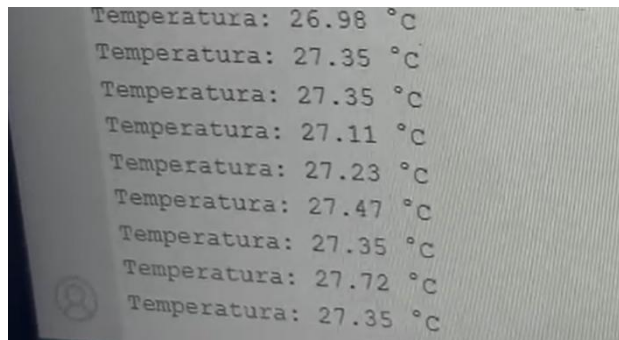 Temperatura: 26.98 °C
Temperatura: 27.35 °C
Temperatura: 27.35 °C
Temperatura: 27.11 °C
Temperatura: 27.23 °C
Temperatura: 27.47 °C
Temperatura: 27.35 °C
Temperatura: 27.72 °C
Temperatura: 27.35 °C